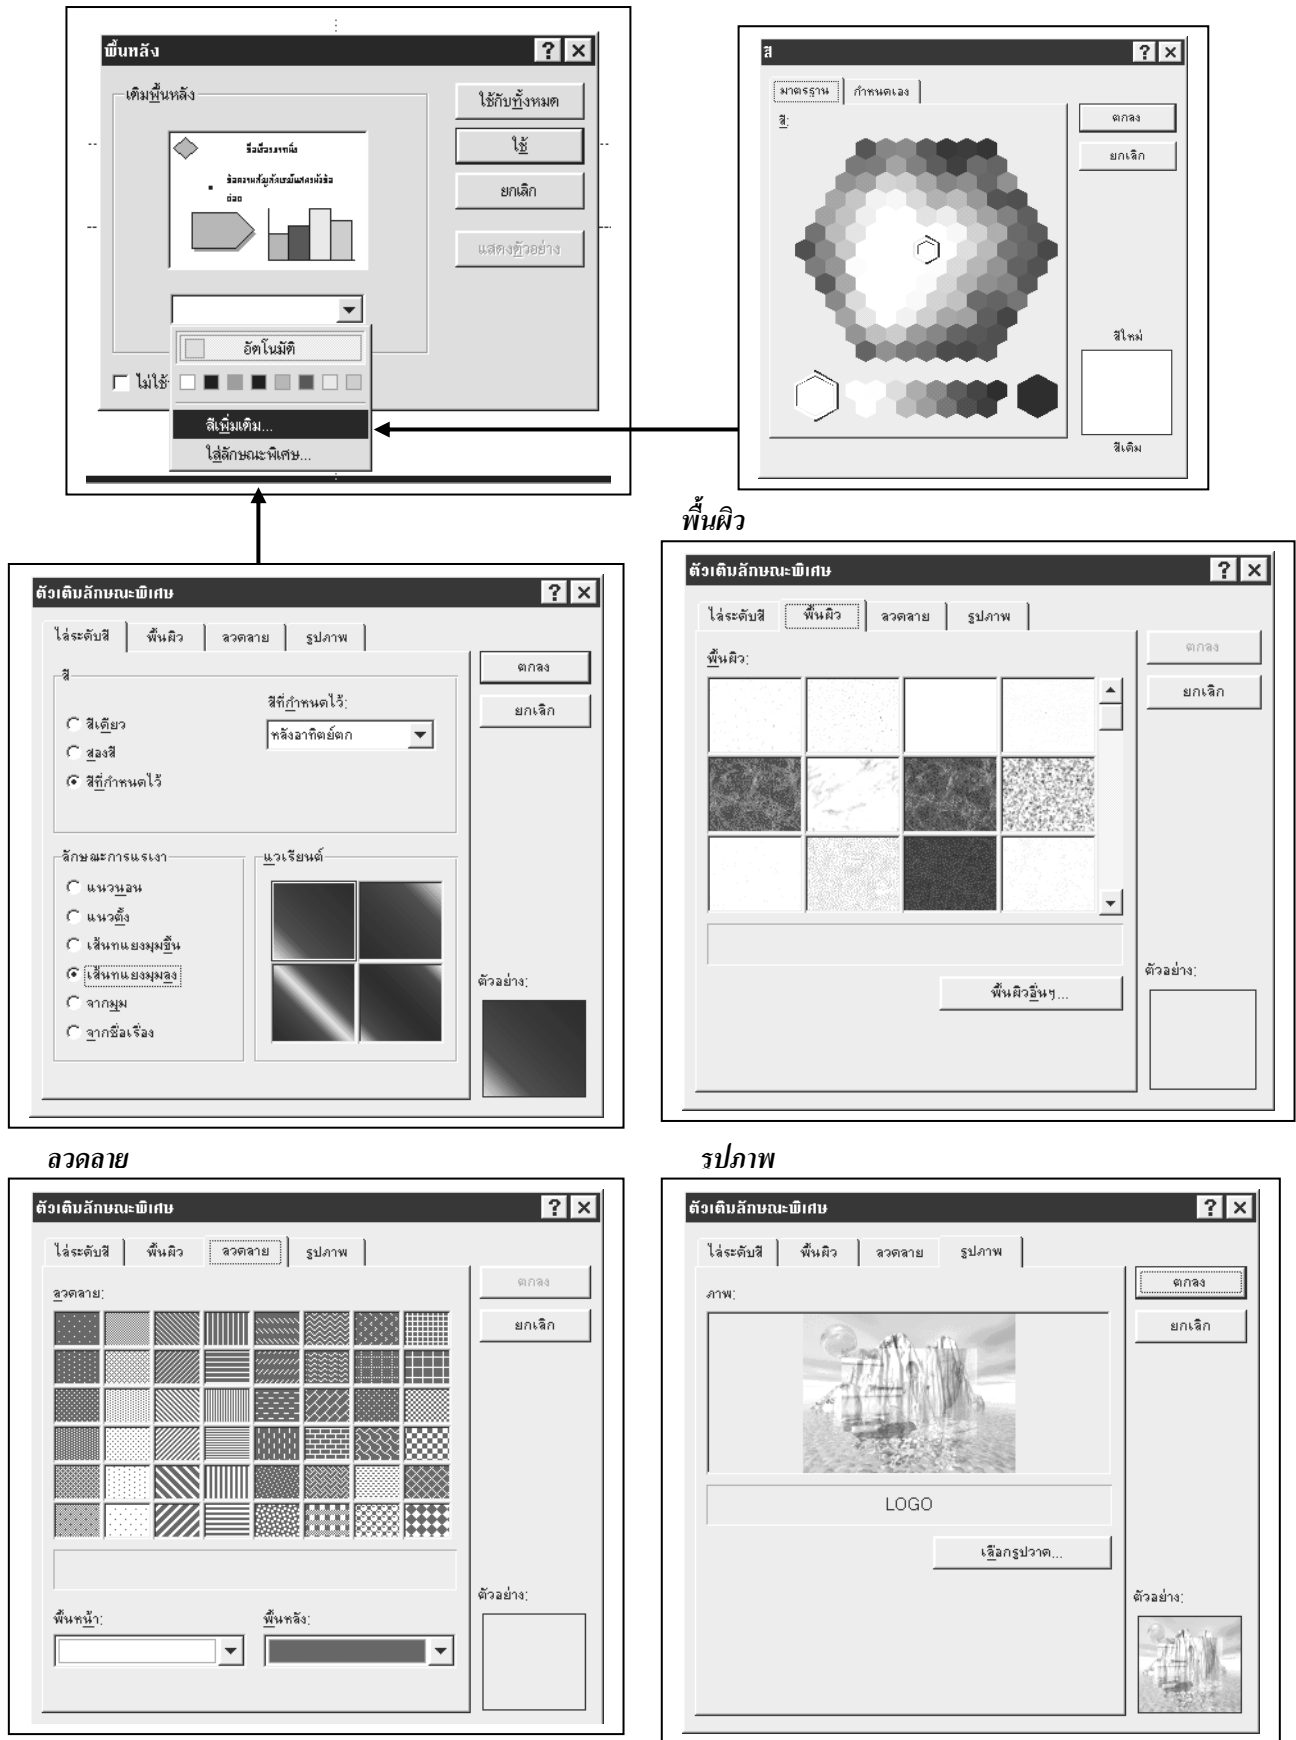 พื้นหลัง
เติมพื้นหลัง
ใช้กับทั้งหมด
ใช้
ยกเลิก
แสดงตัวอย่าง
ข้อความสัญลักษณ์แสดงหัวข้อ
ย่อย
อัตโนมัติ
ไม่ใช้
สีเพิ่มเติม...
ใส่ลักษณะพิเศษ...
สี
มาตรฐาน
กำหนดเอง
สี:
ตกลง
ยกเลิก
สีใหม่
สีเดิม
ตัวเติมลักษณะพิเศษ
ไล่ระดับสี
พื้นผิว
ลวดลาย
รูปภาพ
สี
สีเดียว
สองสี
สีที่กำหนดไว้
สีที่กำหนดไว้:
หลังอาทิตย์ตก
ตกลง
ยกเลิก
ลักษณะการแรเงา
แนวนอน
แนวตั้ง
เส้นทแยงมุมขึ้น
เส้นทแยงมุมลง
จากมุม
จากชื่อเรื่อง
แวเรียนต์
ตัวอย่าง:
พื้นผิว
ตัวเติมลักษณะพิเศษ
ไล่ระดับสี
พื้นผิว
ลวดลาย
รูปภาพ
พื้นผิว:
ตกลง
ยกเลิก
พื้นผิวอื่นๆ...
ตัวอย่าง:
ลวดลาย
ตัวเติมลักษณะพิเศษ
ไล่ระดับสี
พื้นผิว
ลวดลาย
รูปภาพ
ลวดลาย:
ตกลง
ยกเลิก
พื้นหน้า:
พื้นหลัง:
ตัวอย่าง:
รูปภาพ
ตัวเติมลักษณะพิเศษ
ไล่ระดับสี
พื้นผิว
ลวดลาย
รูปภาพ
ภาพ:
ตกลง
ยกเลิก
LOGO
เลือกรูปวาด...
ตัวอย่าง: